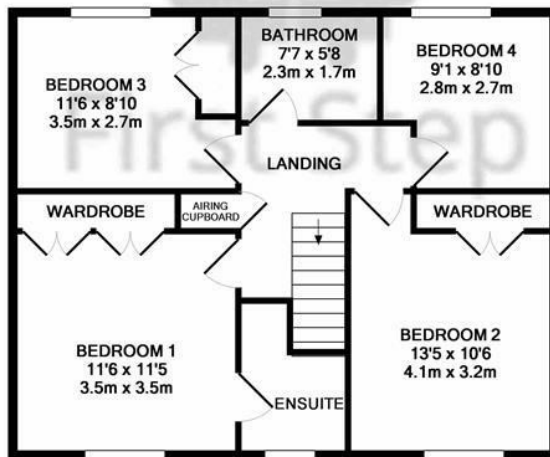 BATHROOM
7'7 x 5'8
2.3m x 1.7m
BEDROOM 4
9'1 x 8'10
2.8m x 2.7m
BEDROOM 3
11'6 x 8'10
3.5m x 2.7m
First Step
LANDING
WARDROBE
AIRING
CUPBOARD
WARDROBE
BEDROOM 1
11'6 x 11'5
3.5m x 3.5m
BEDROOM 2
13'5 x 10'6
4.1m x 3.2m
ENSUITE